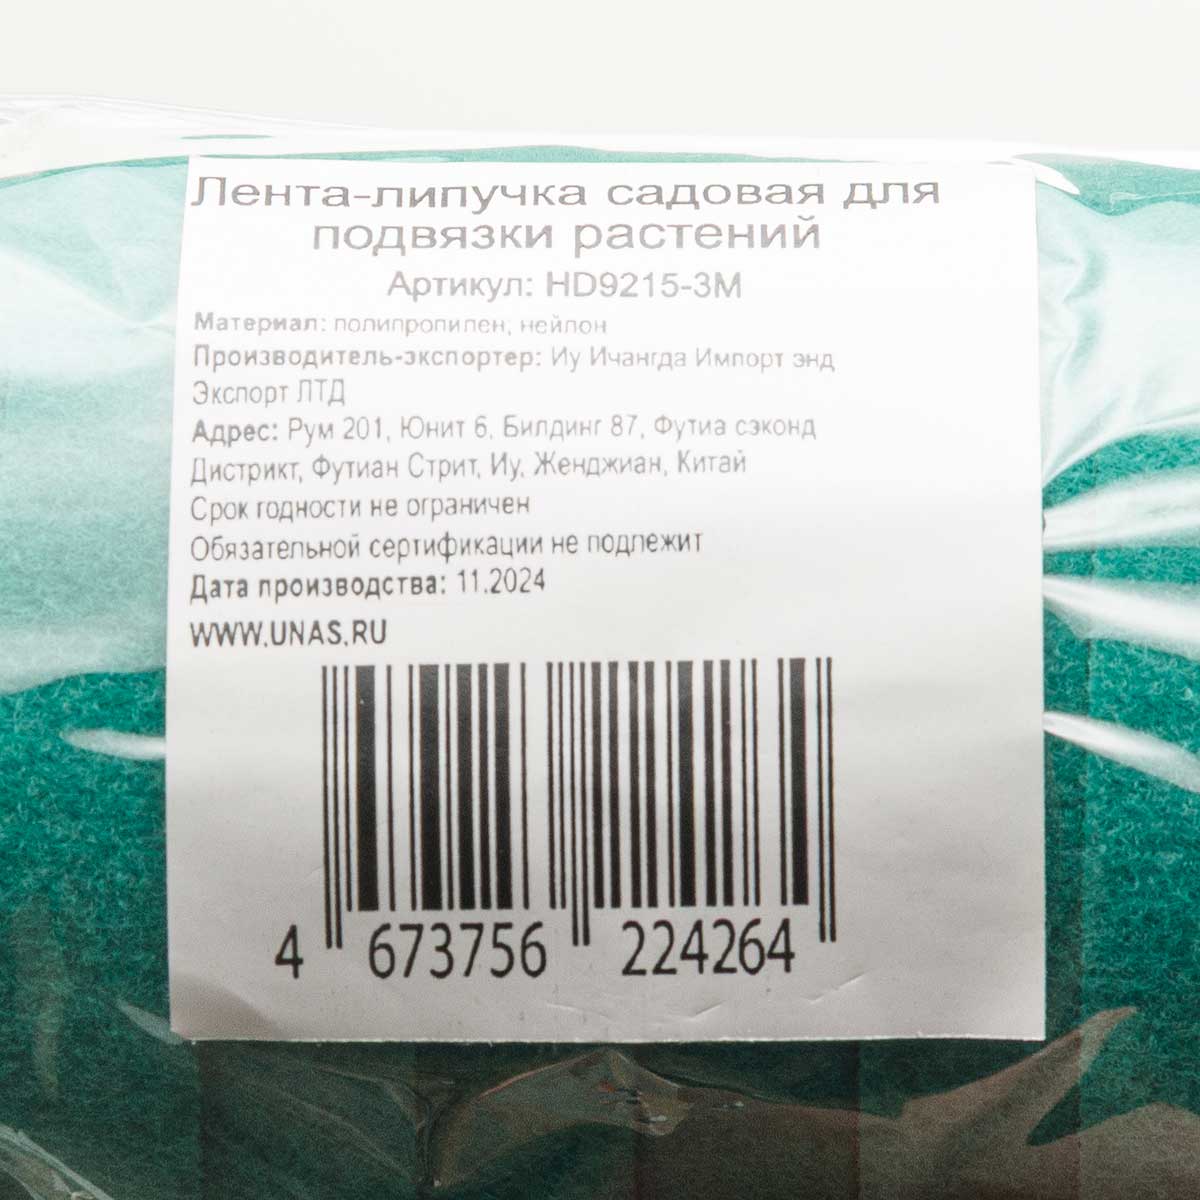 Лента-липучка садовая для
подвязки растений
Артикул: HD9215-3M
Материал: полипропилен, нейлон
Производитель-экспортер: Иу Ичангда Импорт энд
Экспорт ЛТД
Адрес: Рум 201, Юнит 6, Билдинг 87, Футиа сэконд
Дистрикт, Футиан Стрит, Иу, Женджиан, Китай
Срок годности не ограничен
Обязательной сертификации не подлежит
Дата производства: 11.2024
WWW.UNAS.RU
4 673756 224264